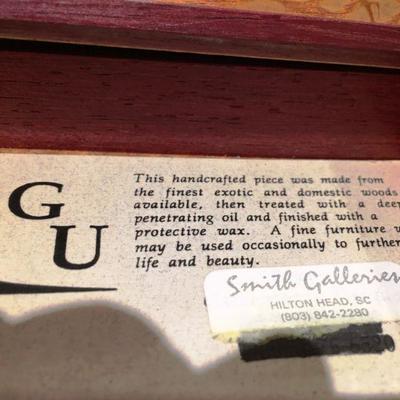 G
U
This handcrafted piece was made from
the finest exotic and domestic woods
available, then treated with a deep
penetrating oil and finished with a
protective wax. A fine furniture w
may be used occasionally to further
life and beauty.
Smith Galleries
HILTON HEAD, SC
(803) 842-2280